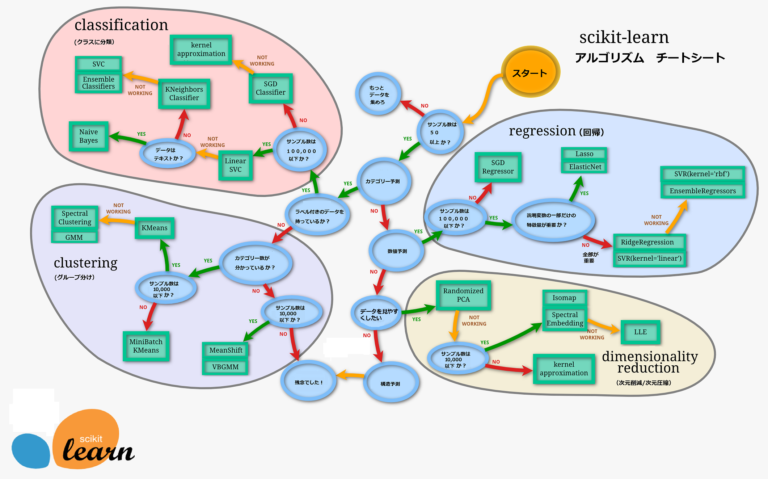 scikit-learn
アルゴリズム チートシート
スタート
もっと
データを
集めろ
NO
サンプル数は
50
以上か?
YES
カテゴリー予測
YES
NO
ラベル付きのデータを
持っているか?
YES
NO
数値予測
YES
NO
データを見やす
くしたい
YES
NO
構造予測
残念でした!
classification
(クラスに分類)
kernel
approximation
NOT
WORKING
SGD
Classifier
NO
サンプル数は
100,000
以下か?
YES
Linear
SVC
NOT
WORKING
データは
テキストか?
YES
NO
Naive
Bayes
KNeighbors
Classifier
NOT
WORKING
SVC
Ensemble
Classifiers
regression (回帰)
サンプル数は
100,000
以下か?
NO
SGD
Regressor
YES
説明変数の一部だけの
特徴量が重要か?
YES
Lasso
ElasticNet
NO
全部が
重要
RidgeRegression
SVR(kernel='linear')
NOT
WORKING
SVR(kernel='rbf')
EnsembleRegressors
clustering
(グループ分け)
カテゴリー数が
分かっているか?
YES
NO
サンプル数は
10,000
以下か?
YES
NO
KMeans
NOT
WORKING
Spectral
Clustering
GMM
MiniBatch
KMeans
サンプル数は
10,000
以下か?
YES
NO
MeanShift
VBGMM
dimensionality
reduction
(次元削減/次元圧縮)
Randomized
PCA
NOT
WORKING
サンプル数は
10,000
以下か?
YES
NO
Isomap
Spectral
Embedding
NOT
WORKING
LLE
kernel
approximation
scikit
learn